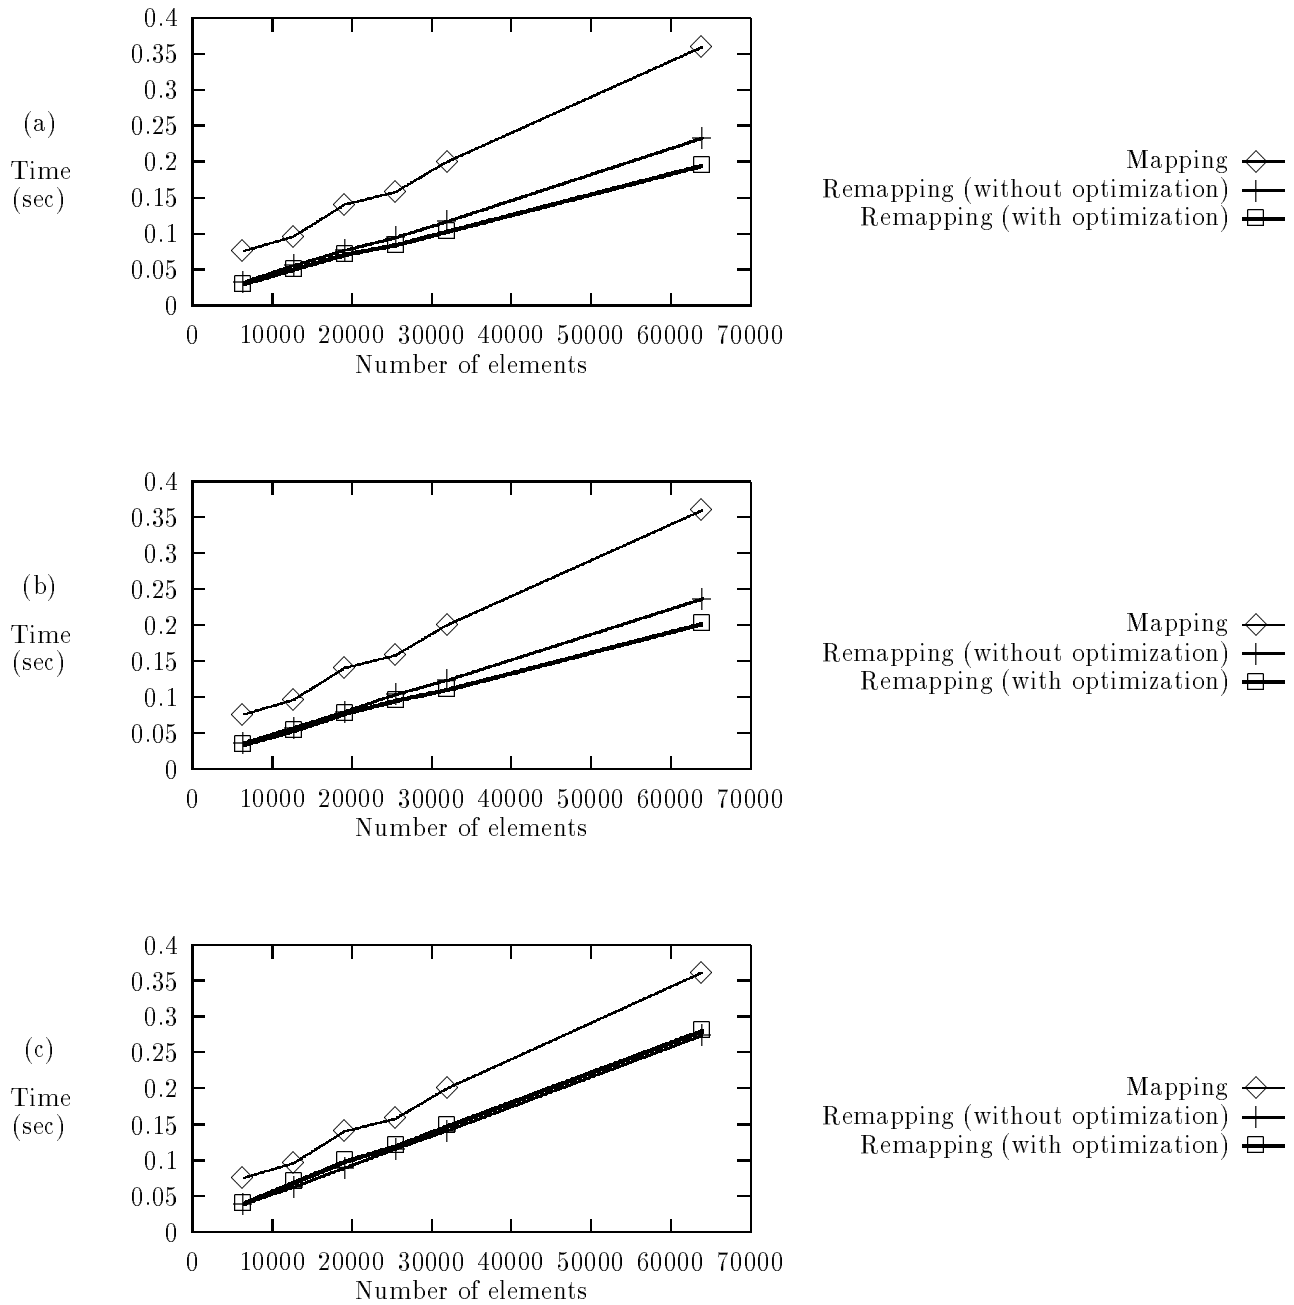 0.4
0.35
0.3
0.25
0.2
0.15
0.1
0.05
0
(a)
Time
(sec)
0 10000 20000 30000 40000 50000 60000 70000
Number of elements
Mapping
Remapping (without optimization)
Remapping (with optimization)
0.4
0.35
0.3
0.25
0.2
0.15
0.1
0.05
0
(b)
Time
(sec)
0 10000 20000 30000 40000 50000 60000 70000
Number of elements
Mapping
Remapping (without optimization)
Remapping (with optimization)
0.4
0.35
0.3
0.25
0.2
0.15
0.1
0.05
0
(c)
Time
(sec)
0 10000 20000 30000 40000 50000 60000 70000
Number of elements
Mapping
Remapping (without optimization)
Remapping (with optimization)